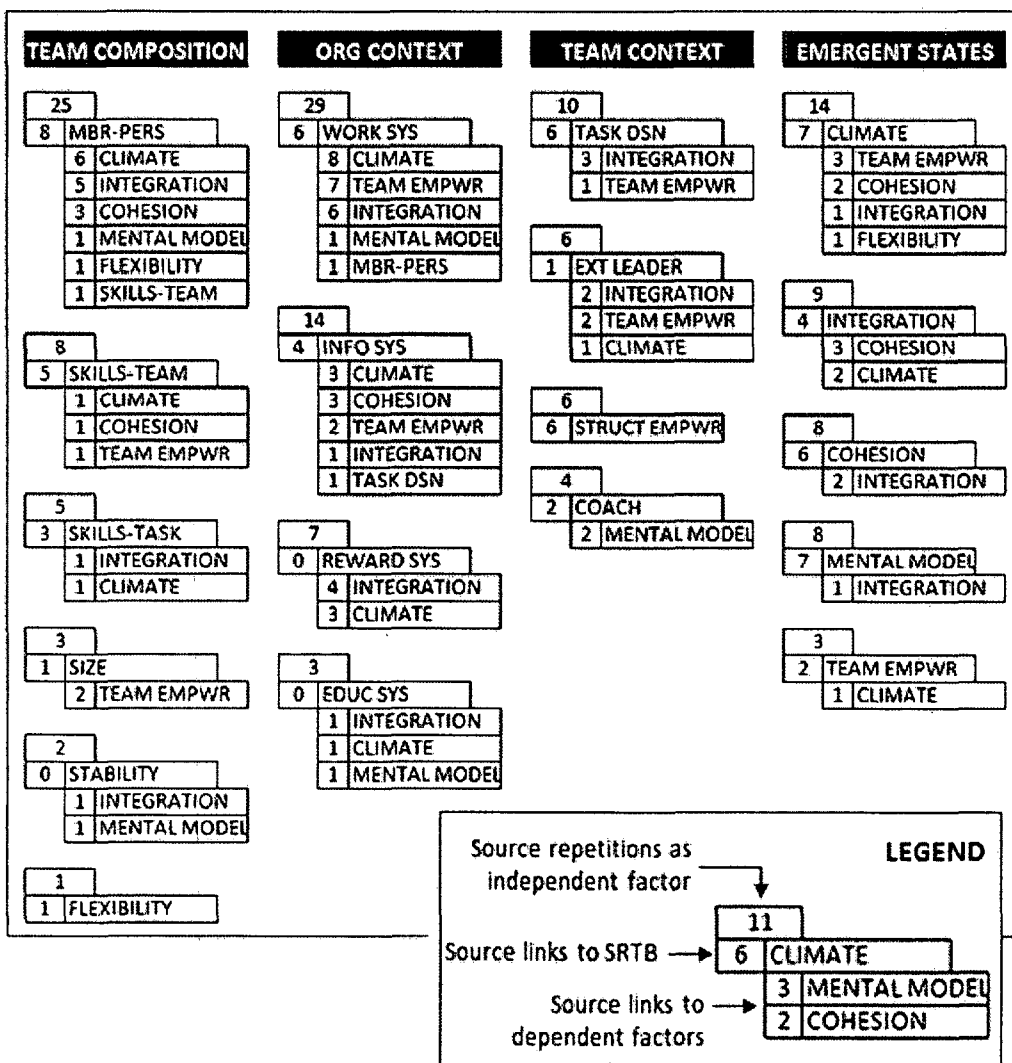 TEAM COMPOSITION
25
8 MBR-PERS
6 CLIMATE
5 INTEGRATION
3 COHESION
1 MENTAL MODEL
1 FLEXIBILITY
1 SKILLS-TEAM
8
5 SKILLS-TEAM
1 CLIMATE
1 COHESION
1 TEAM EMPWR
5
3 SKILLS-TASK
1 INTEGRATION
1 CLIMATE
3
1 SIZE
2 TEAM EMPWR
2
0 STABILITY
1 INTEGRATION
1 MENTAL MODEL
1
1 FLEXIBILITY
ORG CONTEXT
29
6 WORK SYS
8 CLIMATE
7 TEAM EMPWR
6 INTEGRATION
1 MENTAL MODEL
1 MBR-PERS
14
4 INFO SYS
3 CLIMATE
3 COHESION
2 TEAM EMPWR
1 INTEGRATION
1 TASK DSN
7
0 REWARD SYS
4 INTEGRATION
3 CLIMATE
3
0 EDUC SYS
1 INTEGRATION
1 CLIMATE
1 MENTAL MODEL
TEAM CONTEXT
10
6 TASK DSN
3 INTEGRATION
1 TEAM EMPWR
6
1 EXT LEADER
2 INTEGRATION
2 TEAM EMPWR
1 CLIMATE
6
6 STRUCT EMPWR
4
2 COACH
2 MENTAL MODEL
EMERGENT STATES
14
7 CLIMATE
3 TEAM EMPWR
2 COHESION
1 INTEGRATION
1 FLEXIBILITY
9
4 INTEGRATION
3 COHESION
2 CLIMATE
8
6 COHESION
2 INTEGRATION
8
7 MENTAL MODEL
1 INTEGRATION
3
2 TEAM EMPWR
1 CLIMATE
LEGEND
Source repetitions as
independent factor
11
Source links to SRTB
6 CLIMATE
3 MENTAL MODEL
Source links to
dependent factors
2 COHESION